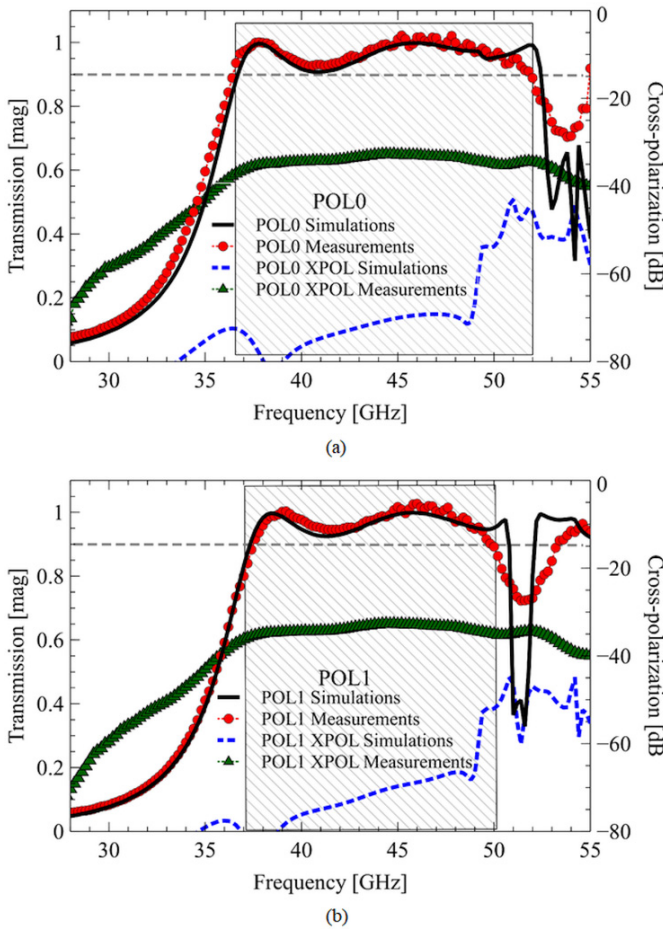 1
0.8
0.6
0.4
0.2
0
Transmission [mag]
0
−20
−40
−60
−80
Cross-polarization [dB]
POL0
POL0 Simulations
POL0 Measurements
POL0 XPOL Simulations
POL0 XPOL Measurements
30 35 40 45 50 55
Frequency [GHz]
(a)
1
0.8
0.6
0.4
0.2
0
Transmission [mag]
0
−20
−40
−60
−80
Cross-polarization [dB
POL1
POL1 Simulations
POL1 Measurements
POL1 XPOL Simulations
POL1 XPOL Measurements
30 35 40 45 50 55
Frequency [GHz]
(b)